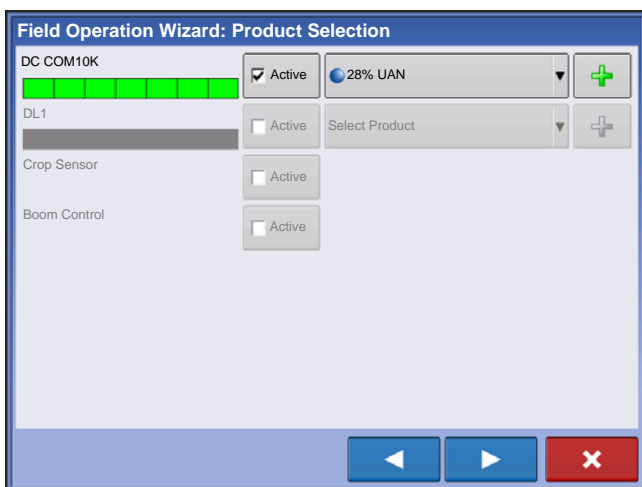 Field Operation Wizard: Product Selection
DC COM10K
Active
28% UAN
DL1
Active
Select Product
Crop Sensor
Active
Boom Control
Active